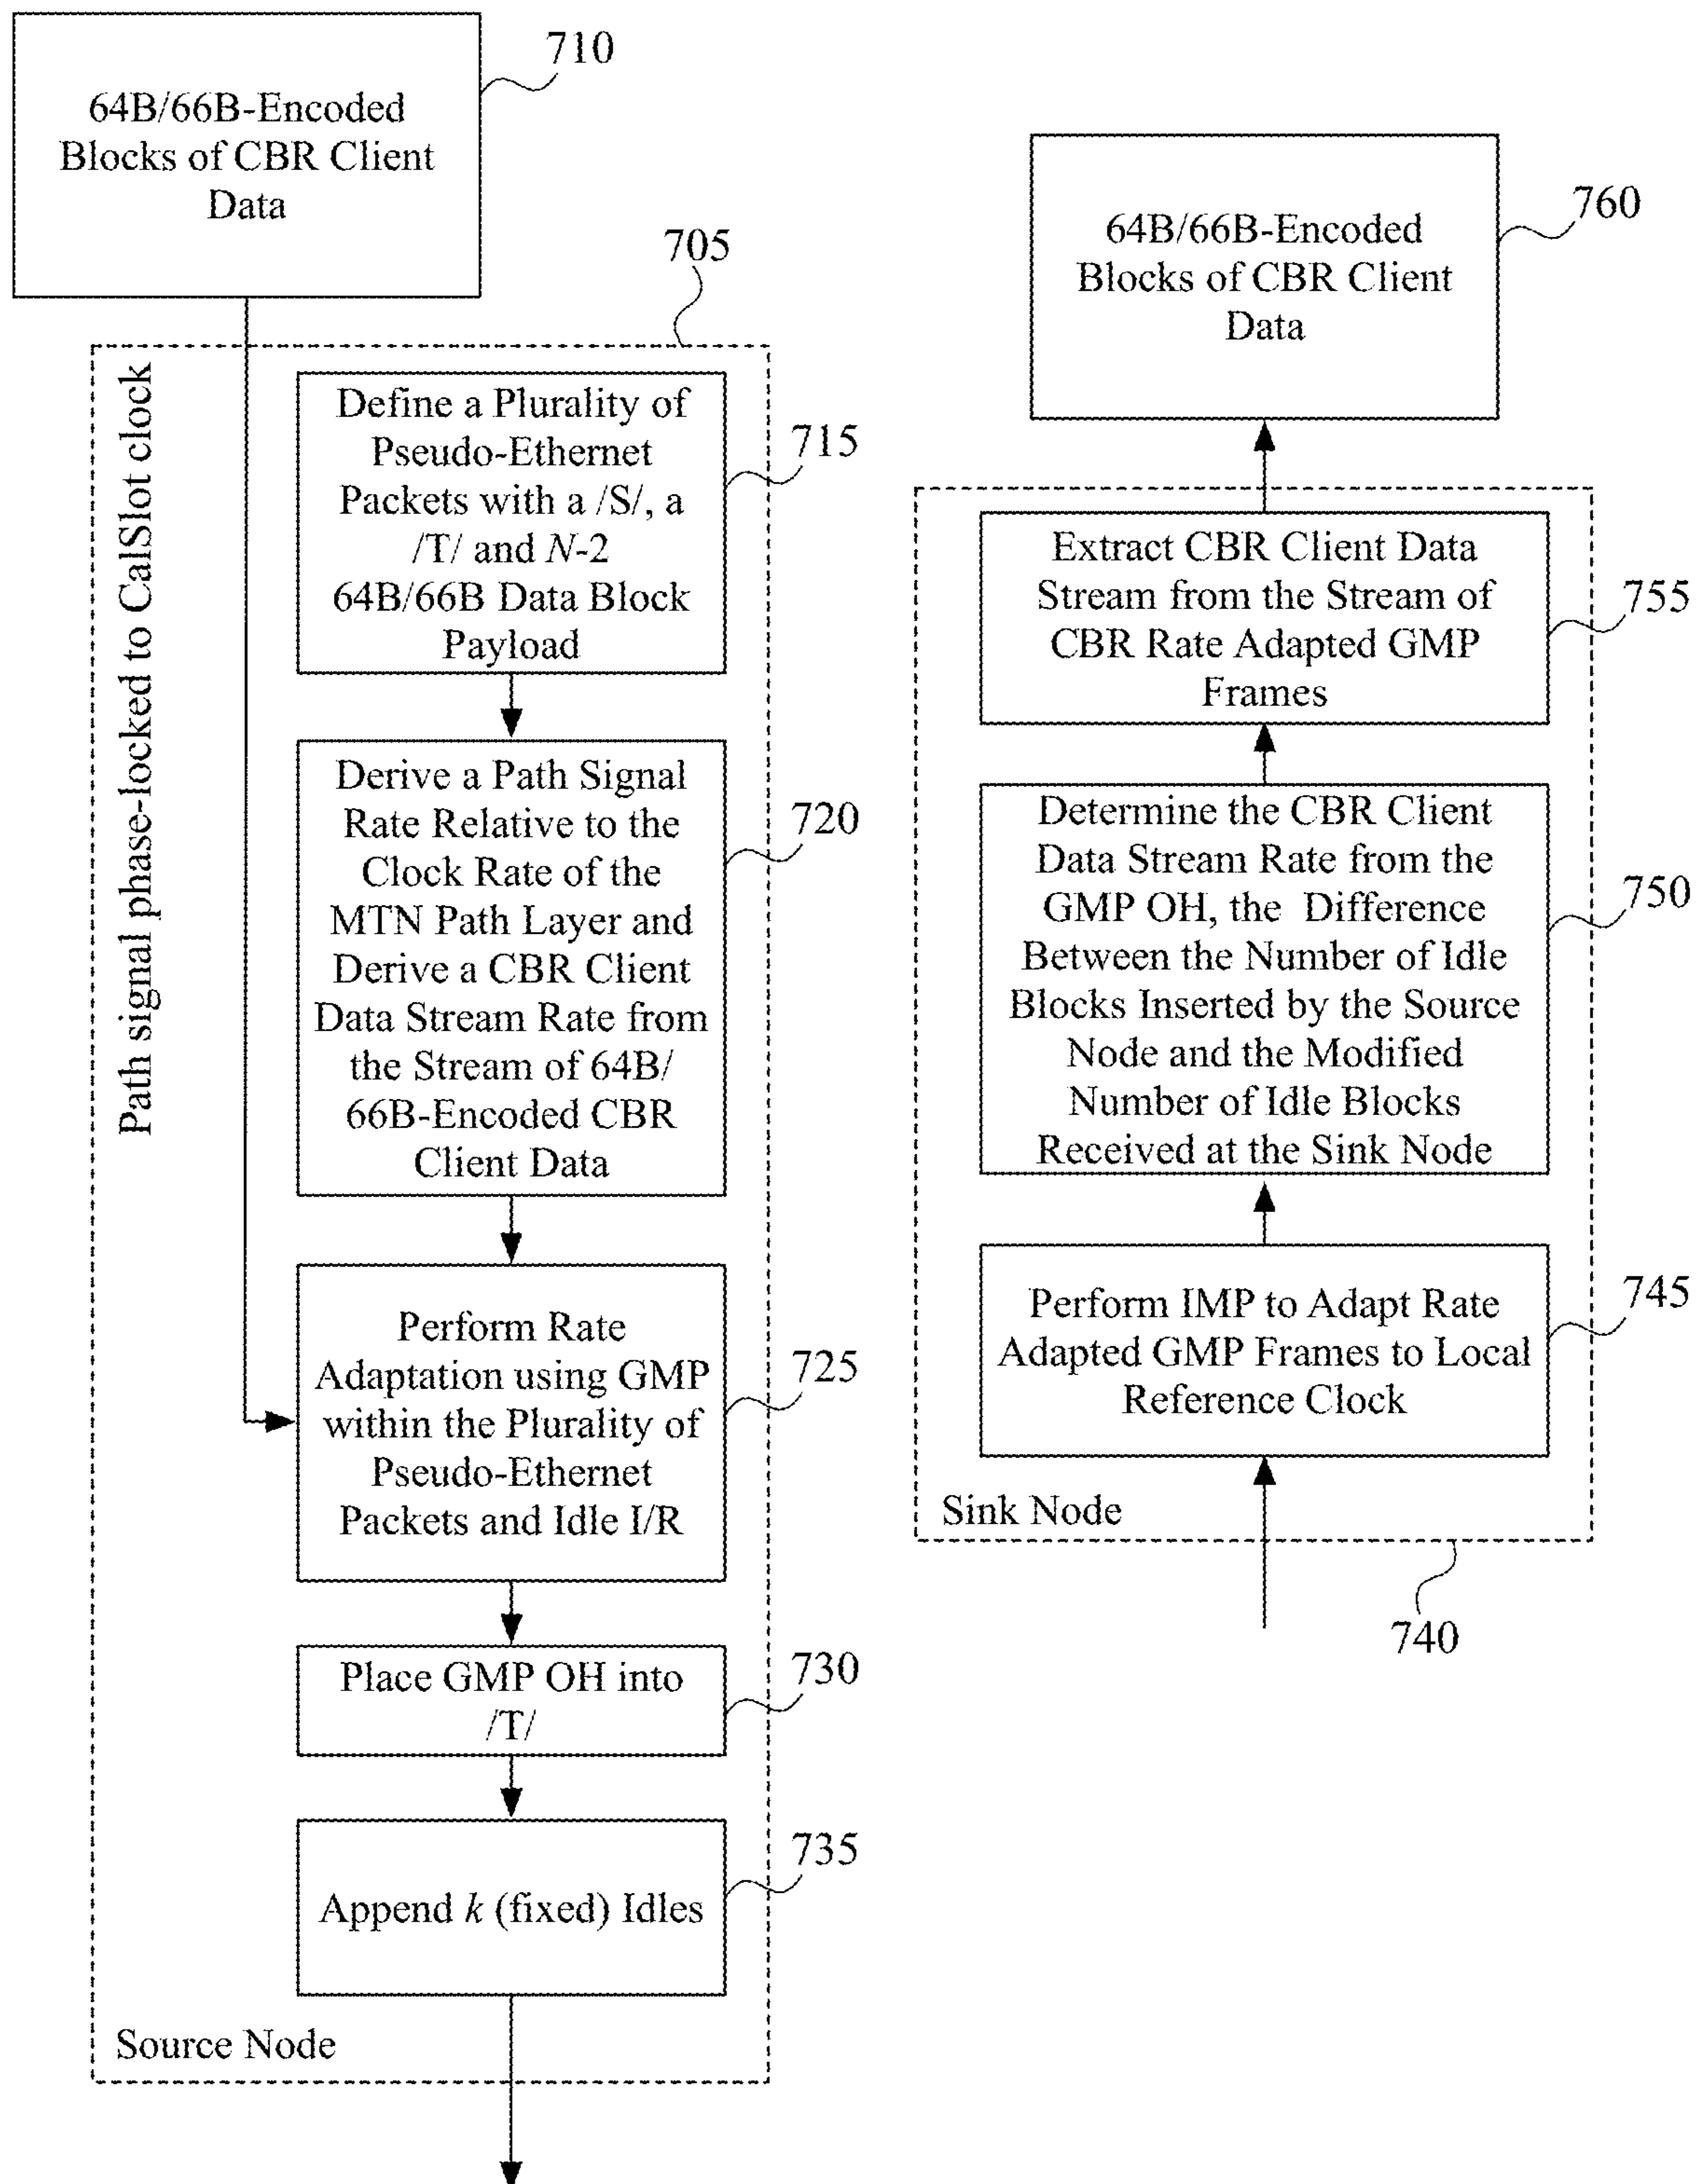 710
64B/66B-Encoded
Blocks of CBR Client
Data
705
Path signal phase-locked to CalSlot clock
Define a Plurality of
Pseudo-Ethernet
Packets with a /S/, a
/T/ and N-2
64B/66B Data Block
Payload
715
Derive a Path Signal
Rate Relative to the
Clock Rate of the
MTN Path Layer and
Derive a CBR Client
Data Stream Rate from
the Stream of 64B/
66B-Encoded CBR
Client Data
720
Perform Rate
Adaptation using GMP
within the Plurality of
Pseudo-Ethernet
Packets and Idle I/R
725
Place GMP OH into
/T/
730
Append k (fixed) Idles
735
Source Node
64B/66B-Encoded
Blocks of CBR Client
Data
760
Extract CBR Client Data
Stream from the Stream of
CBR Rate Adapted GMP
Frames
755
Determine the CBR Client
Data Stream Rate from the
GMP OH, the Difference
Between the Number of Idle
Blocks Inserted by the Source
Node and the Modified
Number of Idle Blocks
Received at the Sink Node
750
Perform IMP to Adapt Rate
Adapted GMP Frames to Local
Reference Clock
745
Sink Node
740